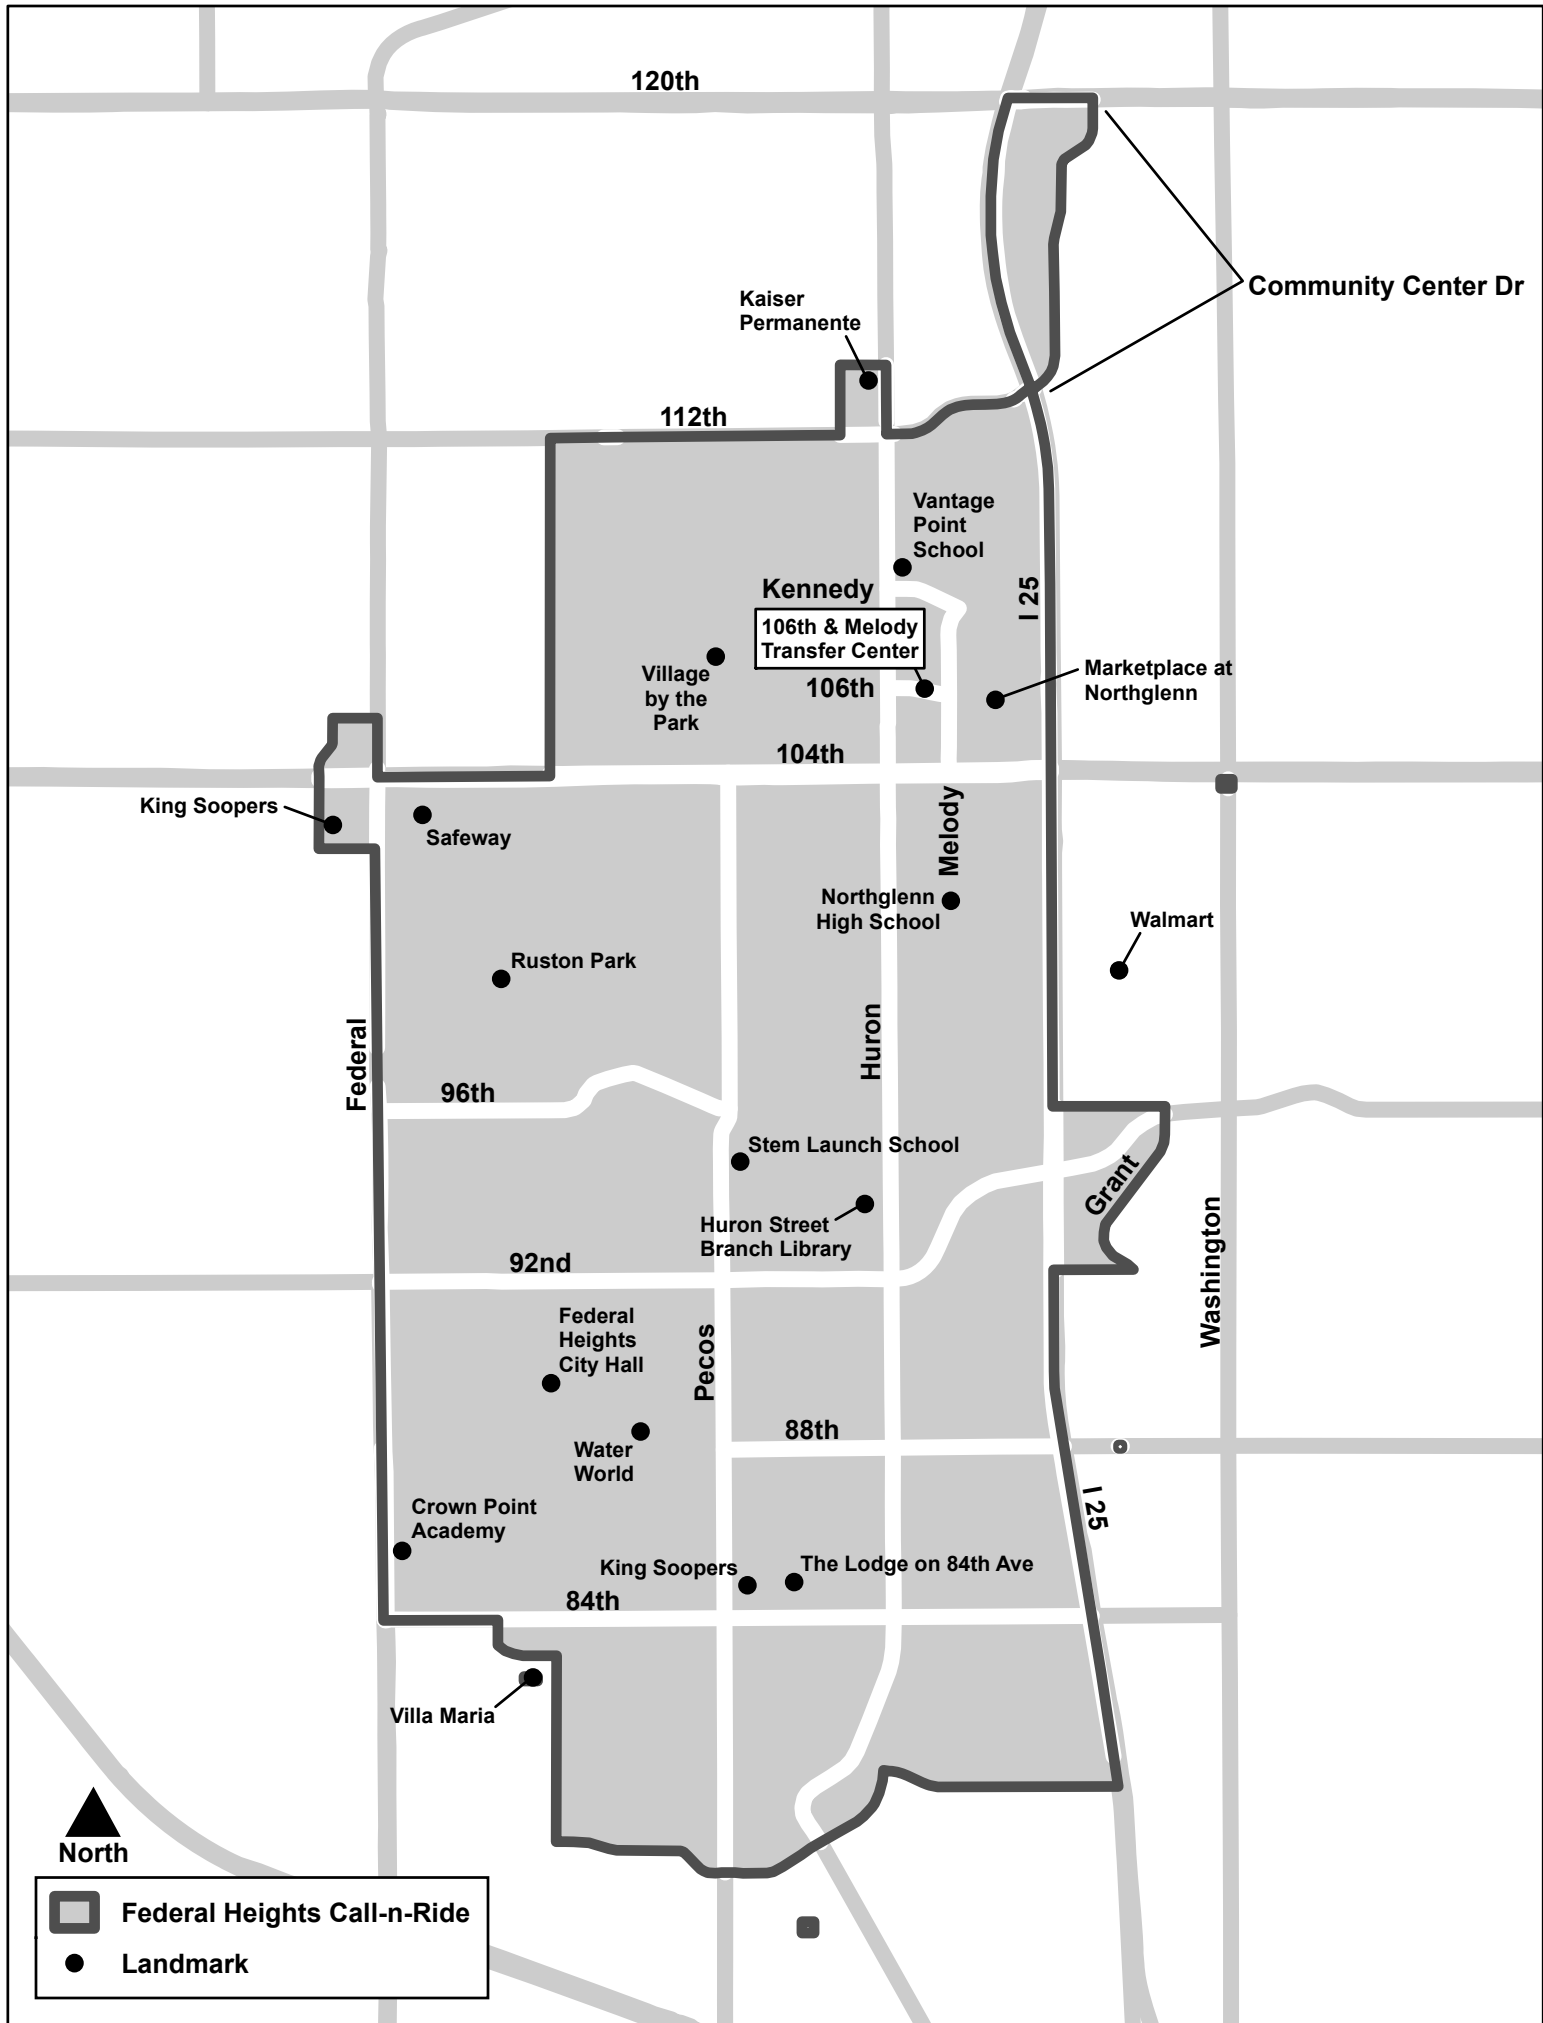 120th
Community Center Dr
Kaiser
Permanente
112th
Vantage
Point
School
Kennedy
I 25
106th & Melody
Transfer Center
Village
by the
Park
106th
Marketplace at
Northglenn
104th
King Soopers
Safeway
Melody
Northglenn
High School
Walmart
Ruston Park
Federal
Huron
96th
Stem Launch School
Grant
Huron Street
Branch Library
Washington
92nd
Federal
Heights
City Hall
Pecos
88th
Water
World
I 25
Crown Point
Academy
King Soopers
The Lodge on 84th Ave
84th
Villa Maria
North
Federal Heights Call-n-Ride
Landmark